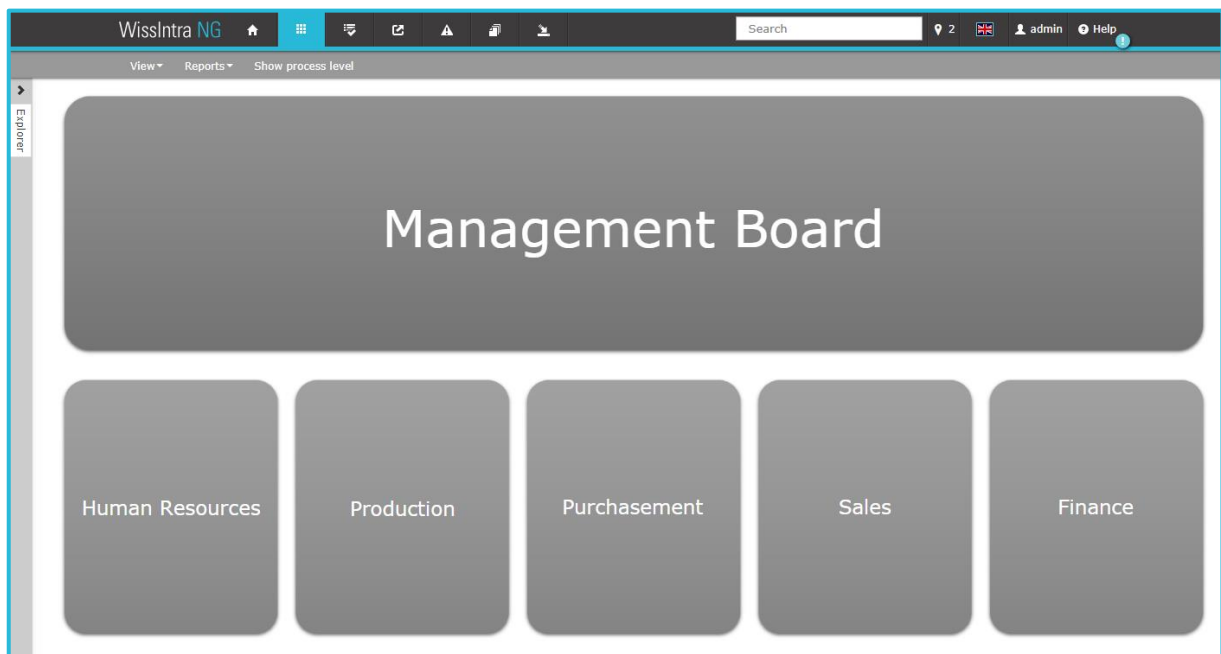 WissIntra NG Search 2 admin Help
View Reports Show process level
Explorer
Management Board
Human Resources Production Purchasement Sales Finance